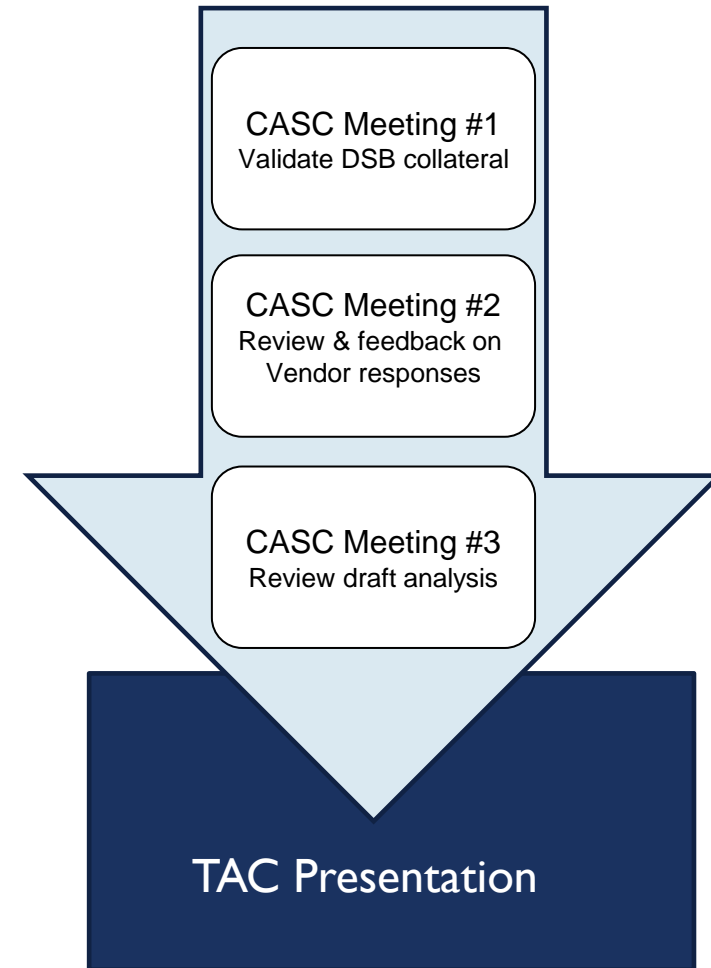 CASC Meeting #1
Validate DSB collateral
CASC Meeting #2
Review & feedback on
Vendor responses
CASC Meeting #3
Review draft analysis
TAC Presentation